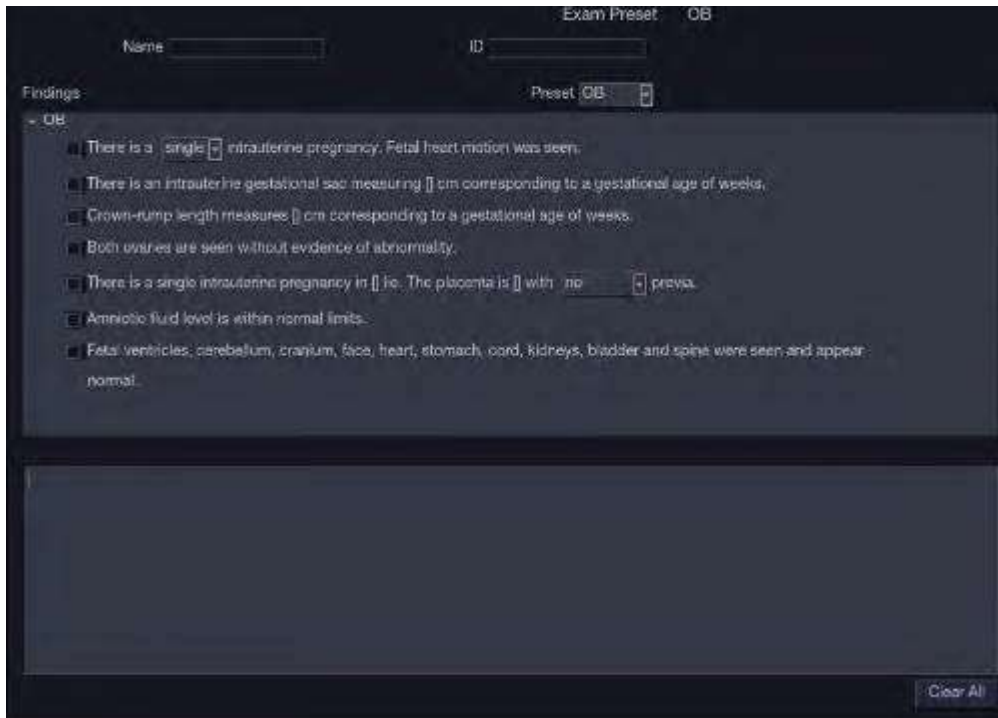 Exam Preset OB
Name ID
Findings Preset OB
OB
There is a single intrauterine pregnancy. Fetal heart motion was seen.
There is an intrauterine gestational sac measuring [] cm corresponding to a gestational age of weeks.
Crown-rump length measures [] cm corresponding to a gestational age of weeks.
Both ovaries are seen without evidence of abnormality.
There is a single intrauterine pregnancy in [] lie. The placenta is [] with no previa.
Amniotic fluid level is within normal limits.
Fetal ventricles, cerebellum, cranium, face, heart, stomach, cord, kidneys, bladder and spine were seen and appear
normal.
Clear All